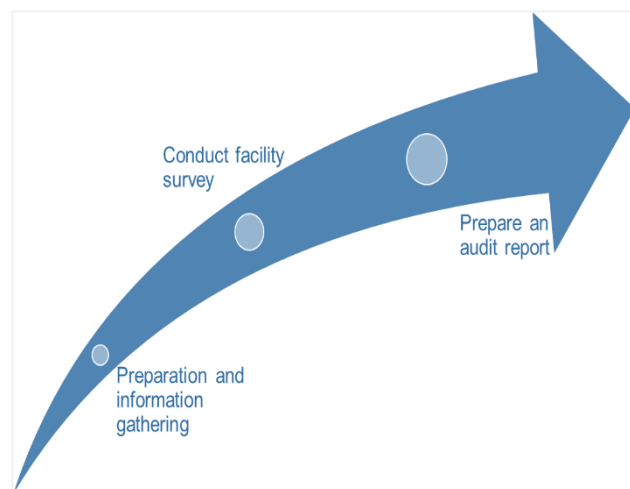 Conduct facility
survey
Prepare an
audit report
Preparation and
information
gathering